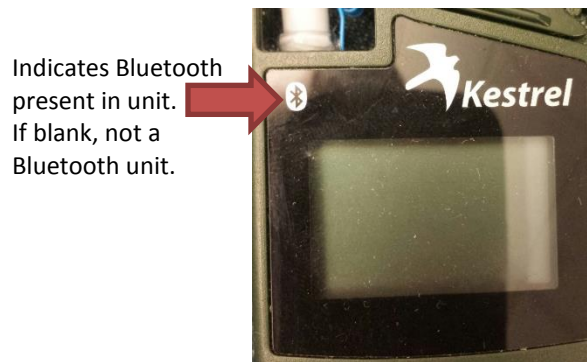 Indicates Bluetooth
present in unit.
If blank, not a
Bluetooth unit.
Kestrel